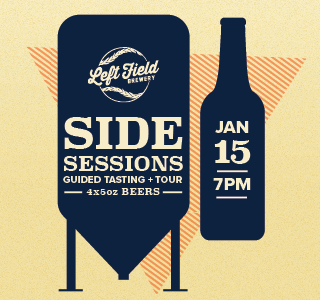 Left Field
BREWERY
SIDE
SESSIONS
GUIDED TASTING + TOUR
4x5oz BEERS
JAN
15
7PM